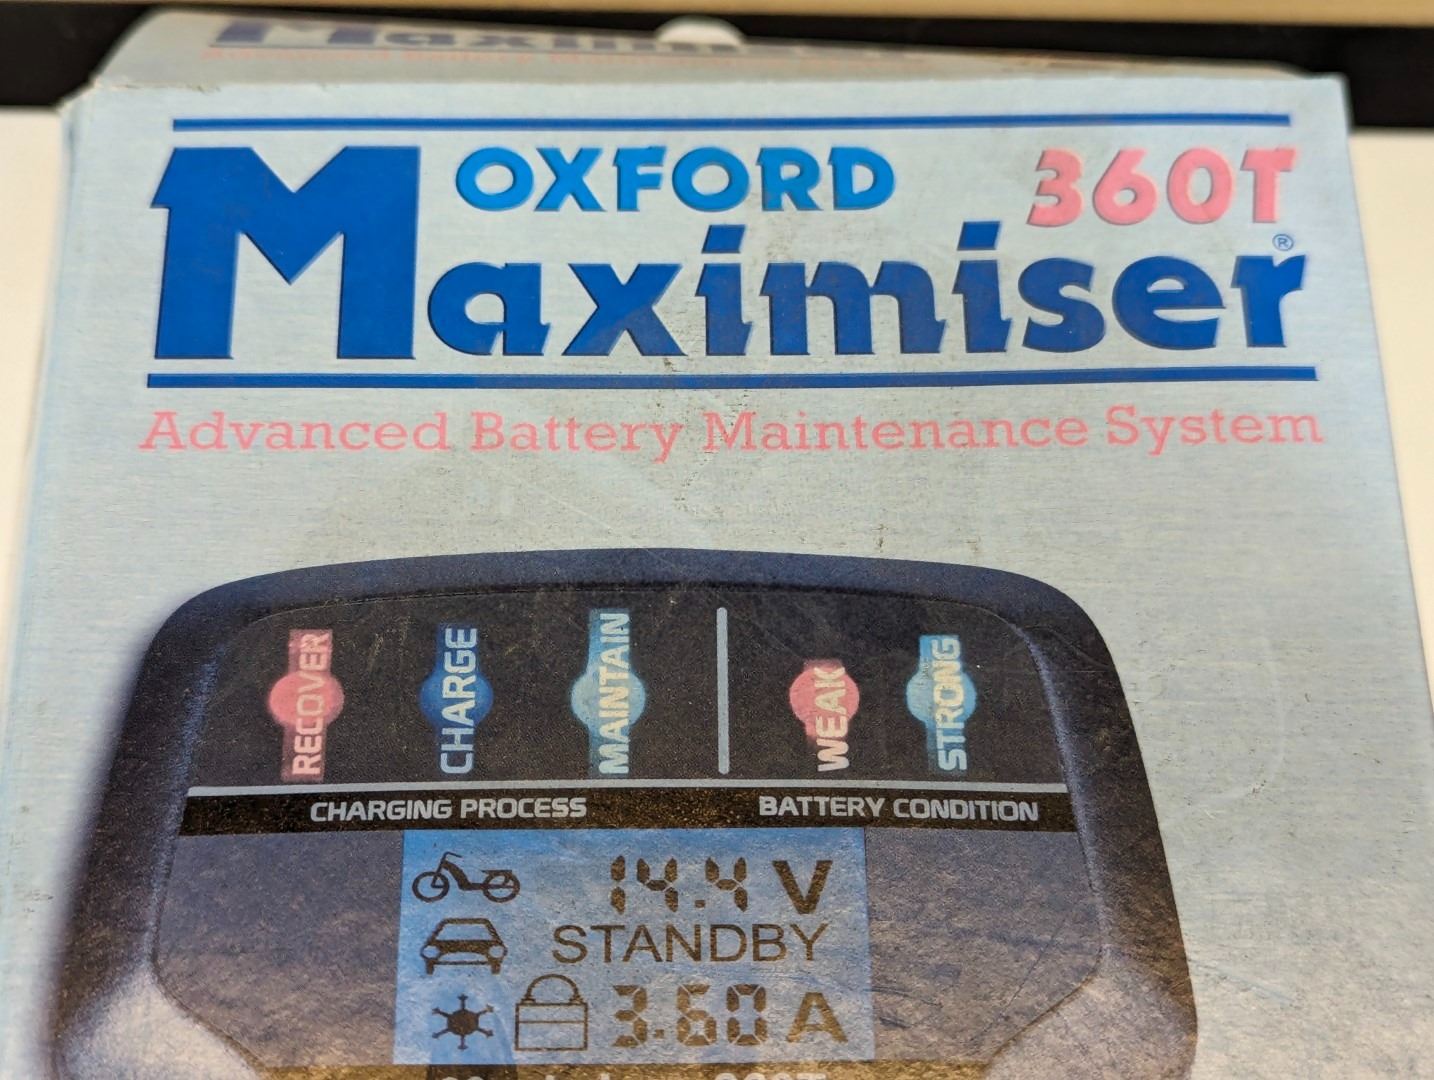 Maximiser
OXFORD 360T
Maximiser®
Advanced Battery Maintenance System
RECOVER CHARGE MAINTAIN WEAK STRONG
CHARGING PROCESS BATTERY CONDITION
14.4 V
STANDBY
3.60 A